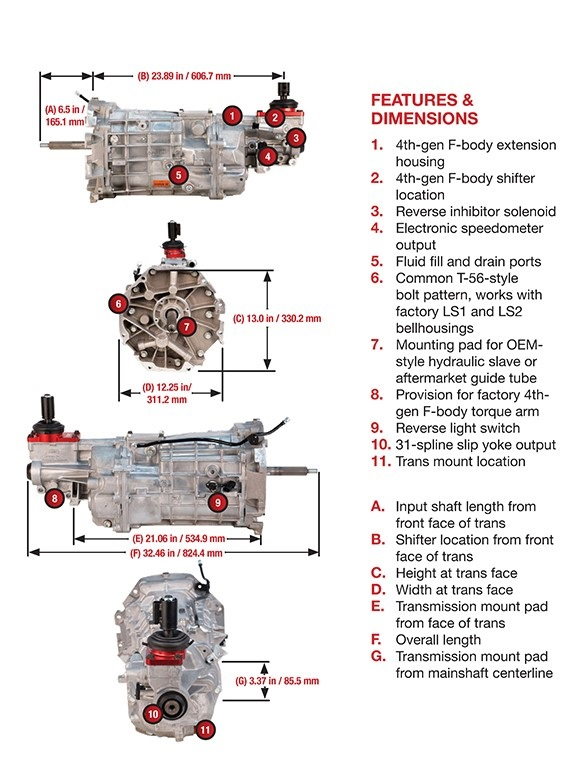 (B) 23.89 in / 606.7 mm
(A) 6.5 in /
165.1 mm
1
2
3
4
5
6
7
(C) 13.0 in / 330.2 mm
(D) 12.25 in/
311.2 mm
8
9
(E) 21.06 in / 534.9 mm
(F) 32.46 in / 824.4 mm
(G) 3.37 in / 85.5 mm
10
11
FEATURES &
DIMENSIONS
1. 4th-gen F-body extension
housing
2. 4th-gen F-body shifter
location
3. Reverse inhibitor solenoid
4. Electronic speedometer
output
5. Fluid fill and drain ports
6. Common T-56-style
bolt pattern, works with
factory LS1 and LS2
bellhousings
7. Mounting pad for OEM-
style hydraulic slave or
aftermarket guide tube
8. Provision for factory 4th-
gen F-body torque arm
9. Reverse light switch
10. 31-spline slip yoke output
11. Trans mount location
A. Input shaft length from
front face of trans
B. Shifter location from front
face of trans
C. Height at trans face
D. Width at trans face
E. Transmission mount pad
from face of trans
F. Overall length
G. Transmission mount pad
from mainshaft centerline